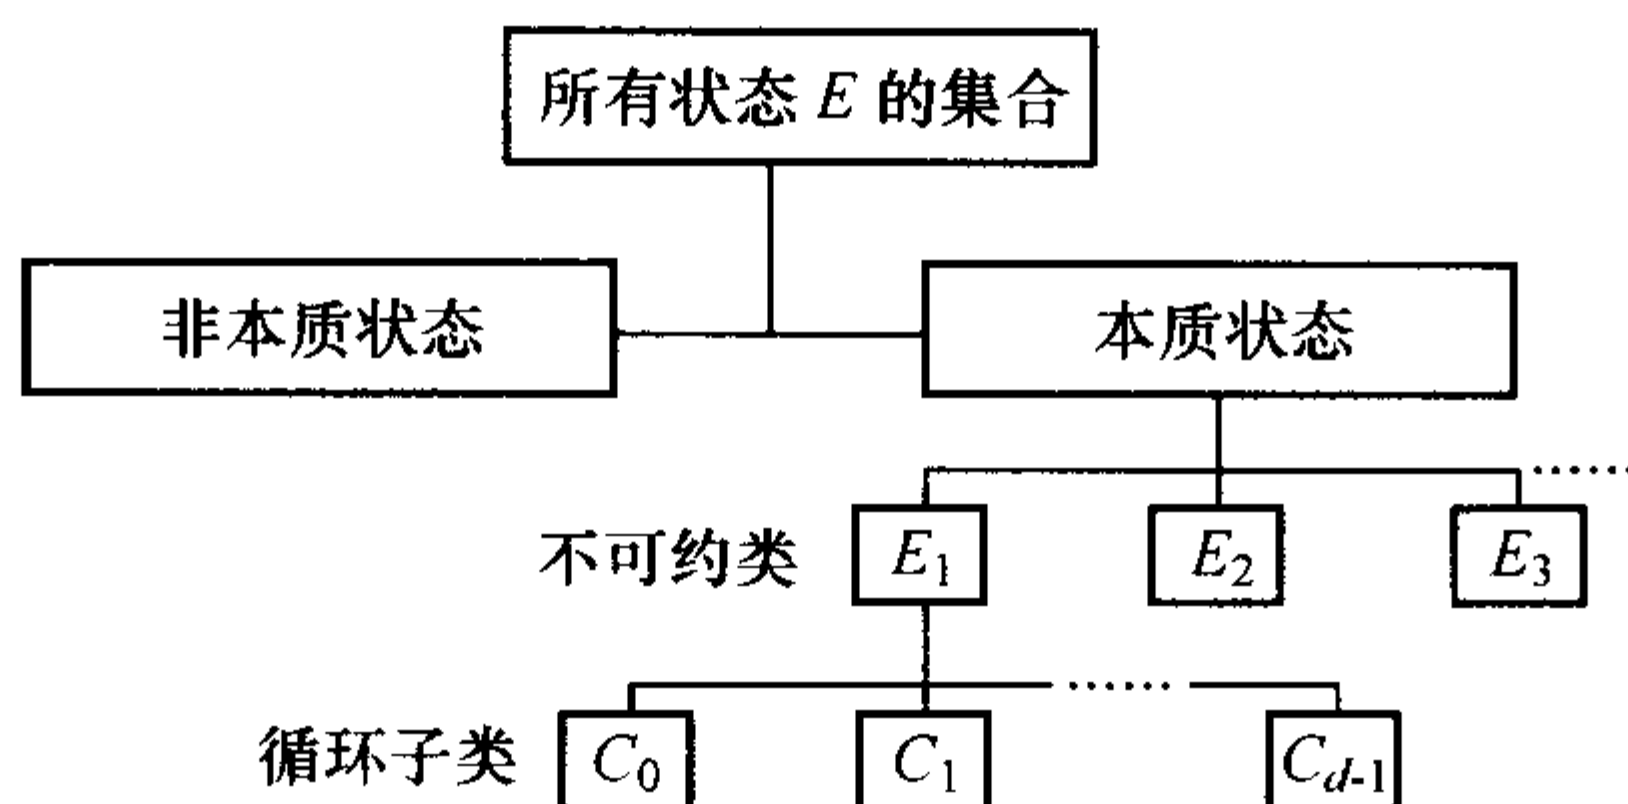 所有状态 E 的集合
非本质状态
本质状态
不可约类
E₁
E₂
E₃
......
循环子类
C₀
C₁
......
C_{d-1}